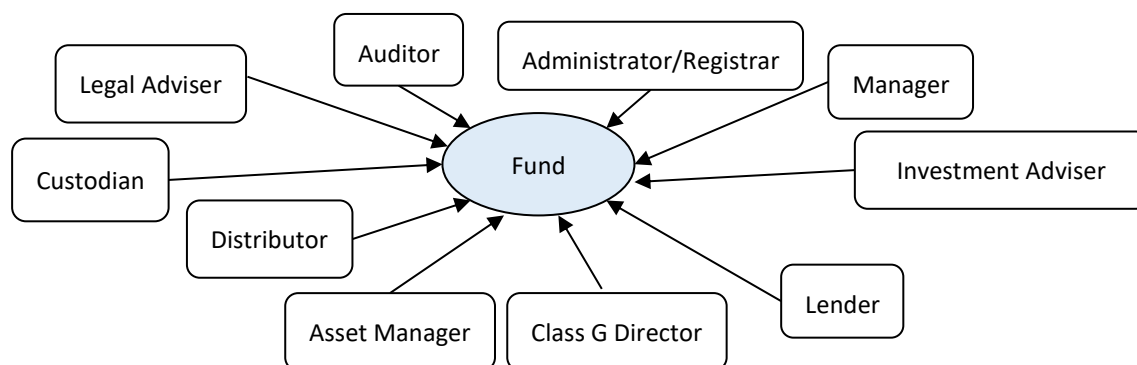 Auditor
Administrator/Registrar
Legal Adviser
Manager
Fund
Investment Adviser
Custodian
Distributor
Lender
Asset Manager
Class G Director